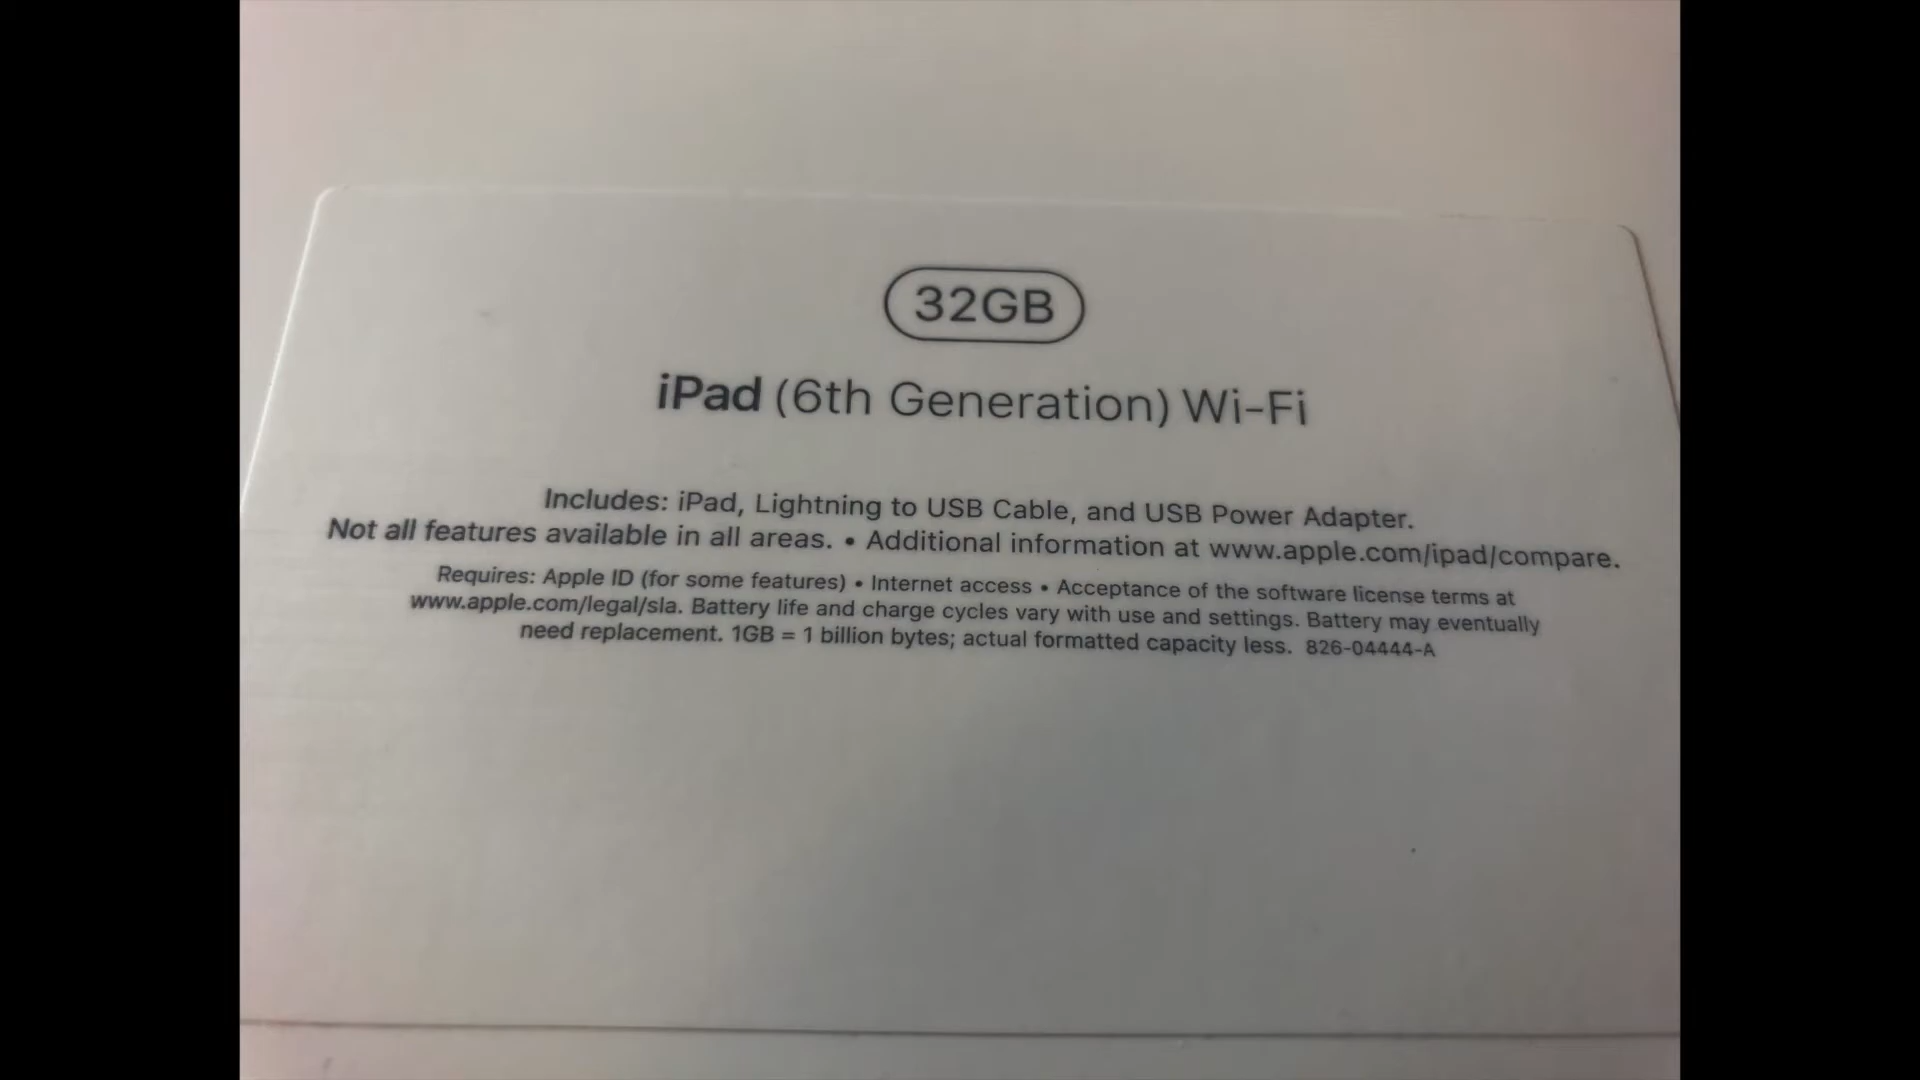 32GB
iPad (6th Generation) Wi-Fi
Includes: iPad, Lightning to USB Cable, and USB Power Adapter.
Not all features available in all areas. • Additional information at www.apple.com/ipad/compare.
Requires: Apple ID (for some features) • Internet access • Acceptance of the software license terms at
www.apple.com/legal/sla. Battery life and charge cycles vary with use and settings. Battery may eventually
need replacement. 1GB = 1 billion bytes; actual formatted capacity less. 826-04444-A